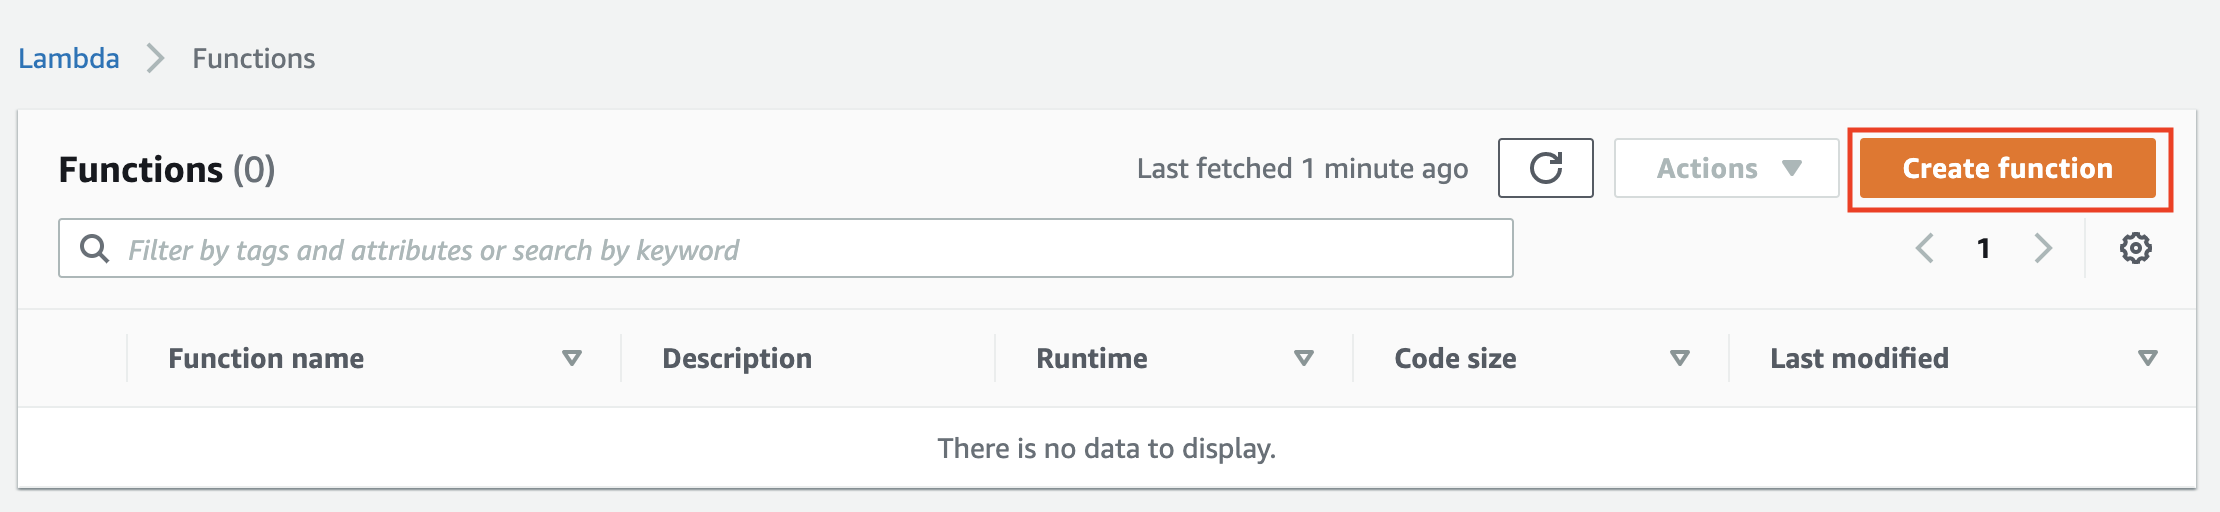 Lambda > Functions
Functions (0) Last fetched 1 minute ago Actions Create function
Filter by tags and attributes or search by keyword 1
Function name Description Runtime Code size Last modified
There is no data to display.